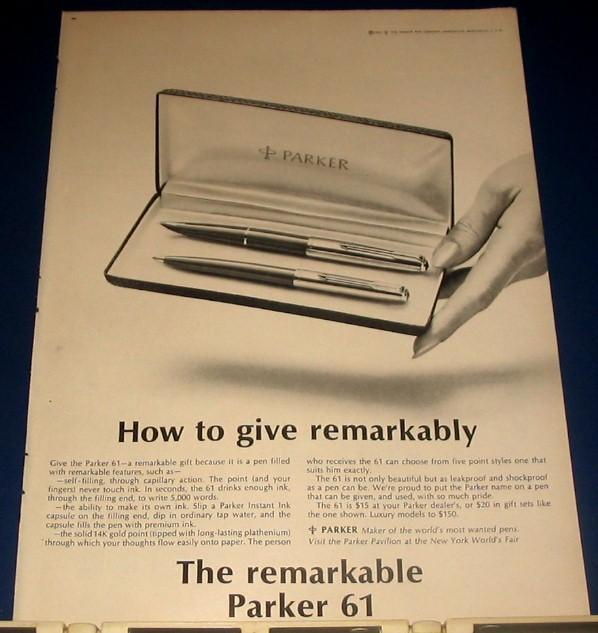 PARKER
How to give remarkably
Give the Parker 61—a remarkable gift because it is a pen filled
with remarkable features, such as—
—self-filling, through capillary action. The point (and your
fingers) never touch ink. In seconds, the 61 drinks enough ink,
through the filling end, to write 5,000 words.
—the ability to make its own ink. Slip a Parker Instant Ink
capsule on the filling end, dip in ordinary tap water, and the
capsule fills the pen with premium ink.
—the solid 14K gold point (tipped with long-lasting plathenium)
through which your thoughts flow easily onto paper. The person
who receives the 61 can choose from five point styles one that
suits him exactly.
The 61 is not only beautiful but as leakproof and shockproof
as a pen can be. We're proud to put the Parker name on a pen
that can be given, and used, with so much pride.
The 61 is $15 at your Parker dealer's, or $20 in gift sets like
the one shown. Luxury models to $150.
PARKER Maker of the world's most wanted pens.
Visit the Parker Pavilion at the New York World's Fair
The remarkable
Parker 61